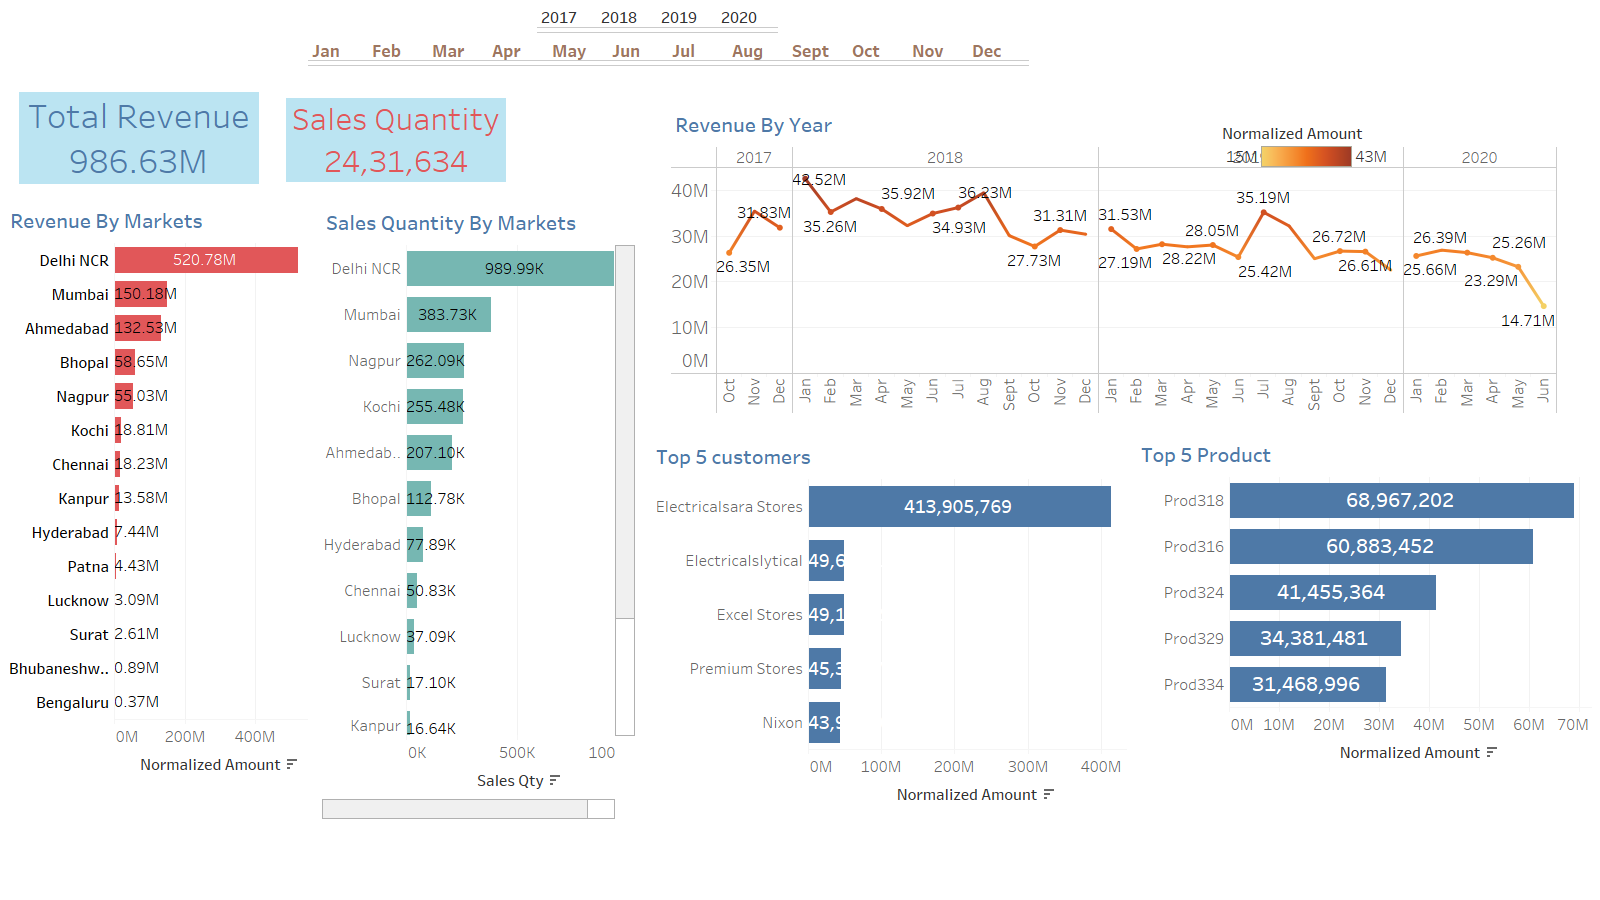 2017 2018 2019 2020
Jan Feb Mar Apr May Jun Jul Aug Sept Oct Nov Dec
Total Revenue
986.63M
Sales Quantity
24,31,634
Revenue By Markets
Delhi NCR 520.78M
Mumbai 150.18M
Ahmedabad 132.53M
Bhopal 58.65M
Nagpur 55.03M
Kochi 18.81M
Chennai 18.23M
Kanpur 13.58M
Hyderabad 7.44M
Patna 4.43M
Lucknow 3.09M
Surat 2.61M
Bhubaneshw.. 0.89M
Bengaluru 0.37M
0M 200M 400M
Normalized Amount
Sales Quantity By Markets
Delhi NCR 989.99K
Mumbai 383.73K
Nagpur 262.09K
Kochi 255.48K
Ahmedab.. 207.10K
Bhopal 112.78K
Hyderabad 77.89K
Chennai 50.83K
Lucknow 37.09K
Surat 17.10K
Kanpur 16.64K
0K 500K 100
Sales Qty
Revenue By Year
Normalized Amount
15M 43M
2017 2018 2020
40M
30M
20M
10M
0M
26.35M 31.83M
42.52M 35.26M 35.92M 34.93M 36.23M 27.73M 31.31M
31.53M 27.19M 28.22M 28.05M 25.42M 35.19M 26.72M 26.61M
25.66M 26.39M 23.29M 25.26M 14.71M
Oct Nov Dec Jan Feb Mar Apr May Jun Jul Aug Sept Oct Nov Dec Jan Feb Mar Apr May Jun Jul Aug Sept Oct Nov Dec Jan Feb Mar Apr May Jun
Top 5 customers
Electricalsara Stores 413,905,769
Electricalslytical 49,6
Excel Stores 49,1
Premium Stores 45,3
Nixon 43,9
0M 100M 200M 300M 400M
Normalized Amount
Top 5 Product
Prod318 68,967,202
Prod316 60,883,452
Prod324 41,455,364
Prod329 34,381,481
Prod334 31,468,996
0M 10M 20M 30M 40M 50M 60M 70M
Normalized Amount